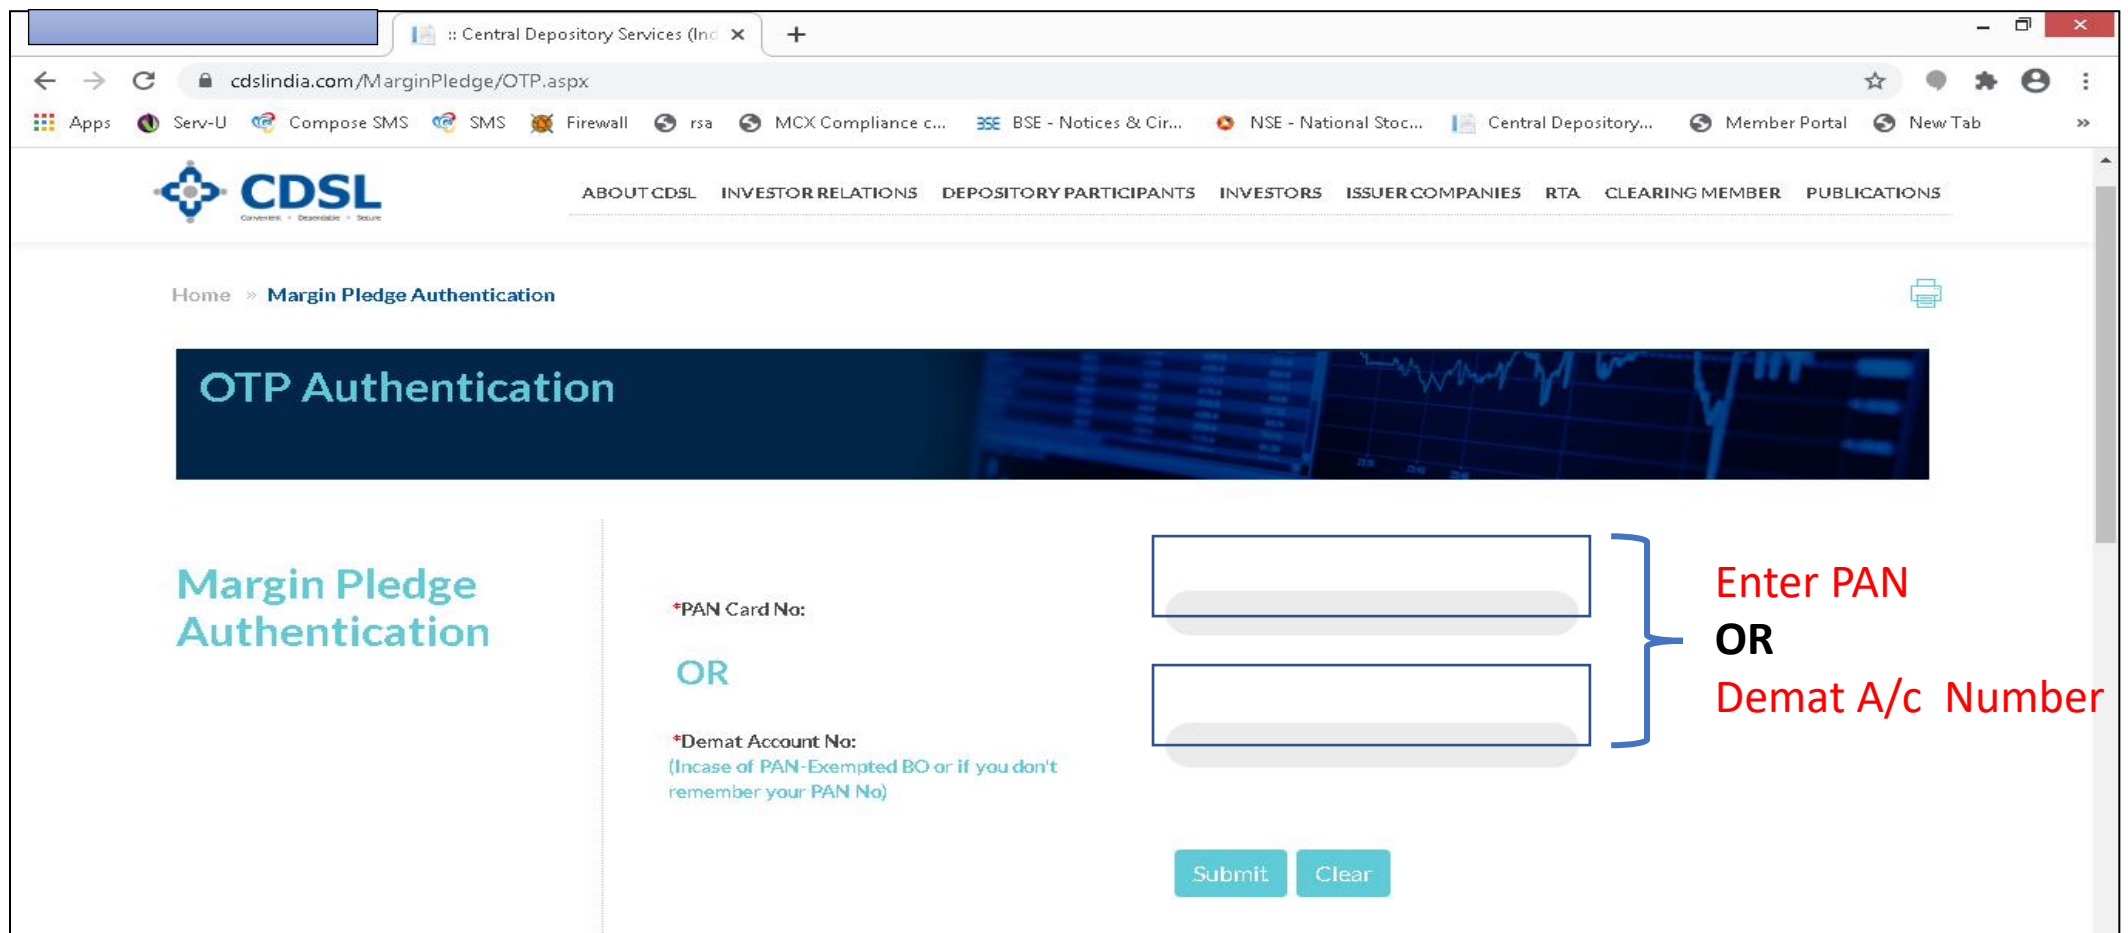 :: Central Depository Services (Ind
cdslindia.com/MarginPledge/OTP.aspx
Apps Serv-U Compose SMS SMS Firewall rsa MCX Compliance c... BSE - Notices & Cir... NSE - National Stoc... Central Depository... Member Portal New Tab »
CDSL
Convenient • Dependable • Secure
ABOUT CDSL INVESTOR RELATIONS DEPOSITORY PARTICIPANTS INVESTORS ISSUER COMPANIES RTA CLEARING MEMBER PUBLICATIONS
Home » Margin Pledge Authentication
OTP Authentication
Margin Pledge
Authentication
*PAN Card No:
OR
*Demat Account No:
(Incase of PAN-Exempted BO or if you don't
remember your PAN No)
Enter PAN
OR
Demat A/c Number
Submit Clear